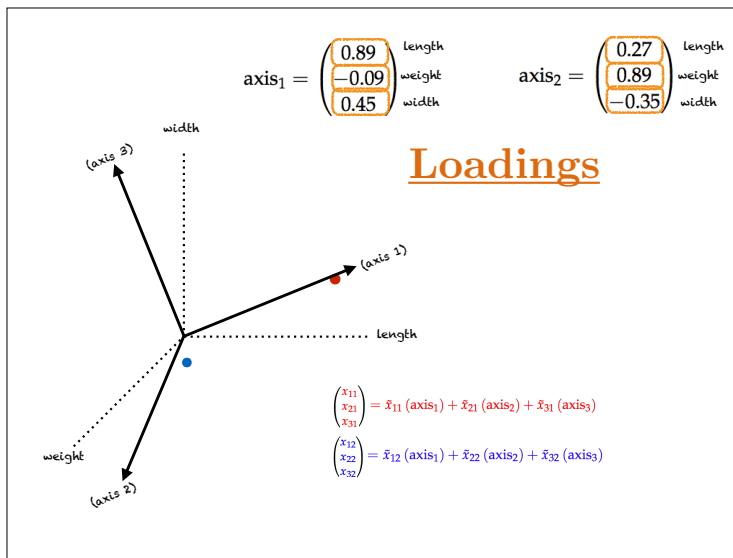 axis₁ = (0.89 −0.09 0.45) length weight width
axis₂ = (0.27 0.89 −0.35) length weight width
Loadings
width
(axis 3)
(axis 1)
length
weight
(axis 2)
(x₁₁ x₂₁ x₃₁) = x̃₁₁ (axis₁) + x̃₂₁ (axis₂) + x̃₃₁ (axis₃)
(x₁₂ x₂₂ x₃₂) = x̃₁₂ (axis₁) + x̃₂₂ (axis₂) + x̃₃₂ (axis₃)